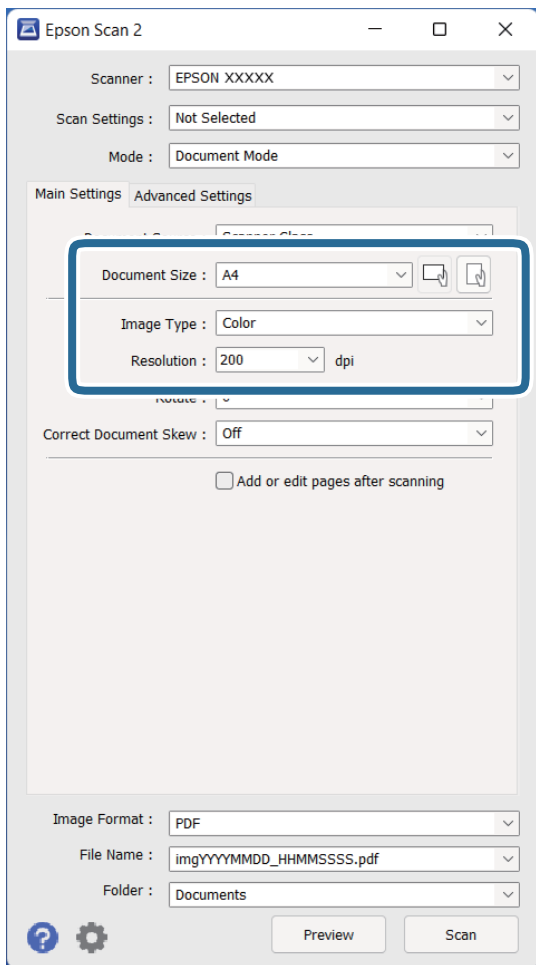 Epson Scan 2
Scanner : EPSON XXXXX
Scan Settings : Not Selected
Mode : Document Mode
Main Settings Advanced Settings
Document Size : A4
Image Type : Color
Resolution : 200 dpi
Rotate :
Correct Document Skew : Off
Add or edit pages after scanning
Image Format : PDF
File Name : imgYYYYMMDD_HHMMSSSS.pdf
Folder : Documents
?
Preview Scan